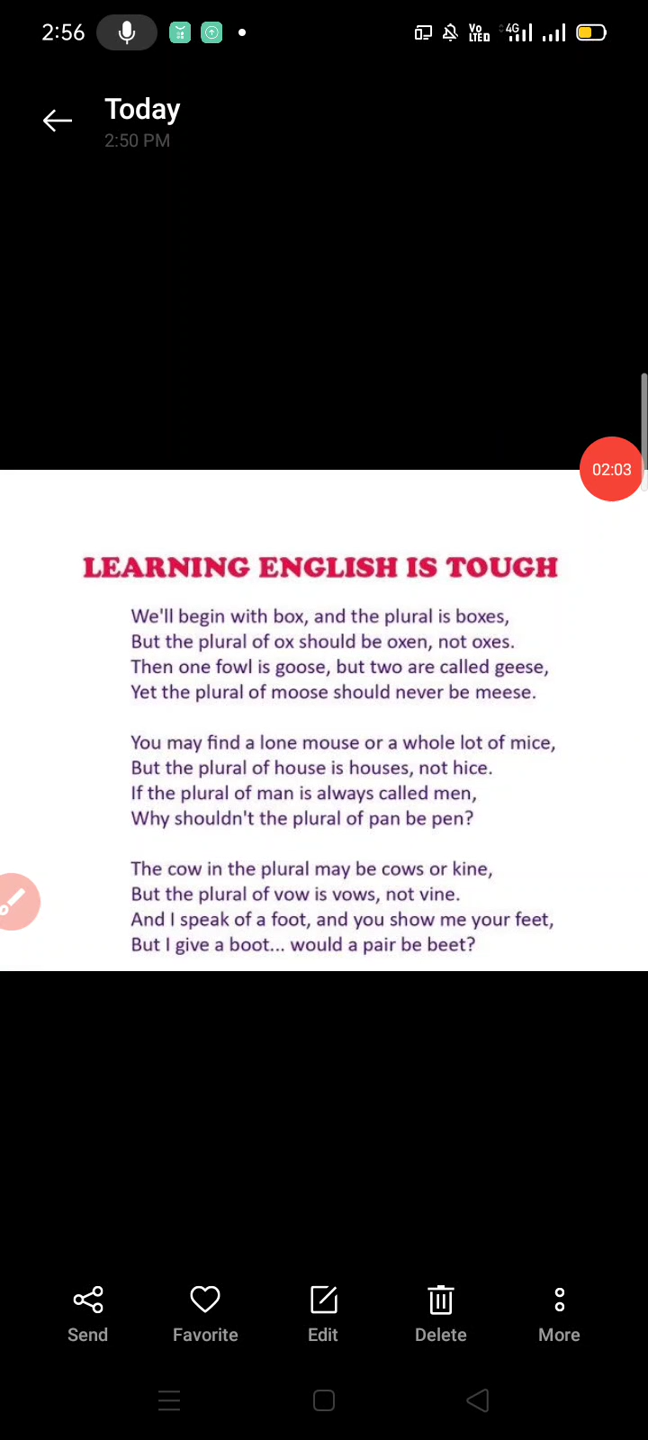 2:56
Vo LTED 4G
Today
2:50 PM
02:03
LEARNING ENGLISH IS TOUGH
We'll begin with box, and the plural is boxes,
But the plural of ox should be oxen, not oxes.
Then one fowl is goose, but two are called geese,
Yet the plural of moose should never be meese.
You may find a lone mouse or a whole lot of mice,
But the plural of house is houses, not hice.
If the plural of man is always called men,
Why shouldn't the plural of pan be pen?
The cow in the plural may be cows or kine,
But the plural of vow is vows, not vine.
And I speak of a foot, and you show me your feet,
But I give a boot... would a pair be beet?
Send Favorite Edit Delete More